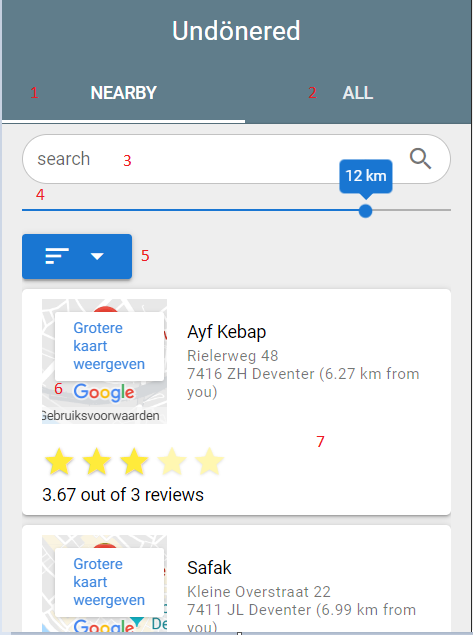 Undönered
1 NEARBY 2 ALL
search 3
12 km
4
5
Grotere
kaart
weergeven
6 Google
Gebruiksvoorwaarden
Ayf Kebap
Rielerweg 48
7416 ZH Deventer (6.27 km from
you)
7
3.67 out of 3 reviews
Grotere
kaart
weergeven
Google
De
Safak
Kleine Overstraat 22
7411 JL Deventer (6.99 km from
you)